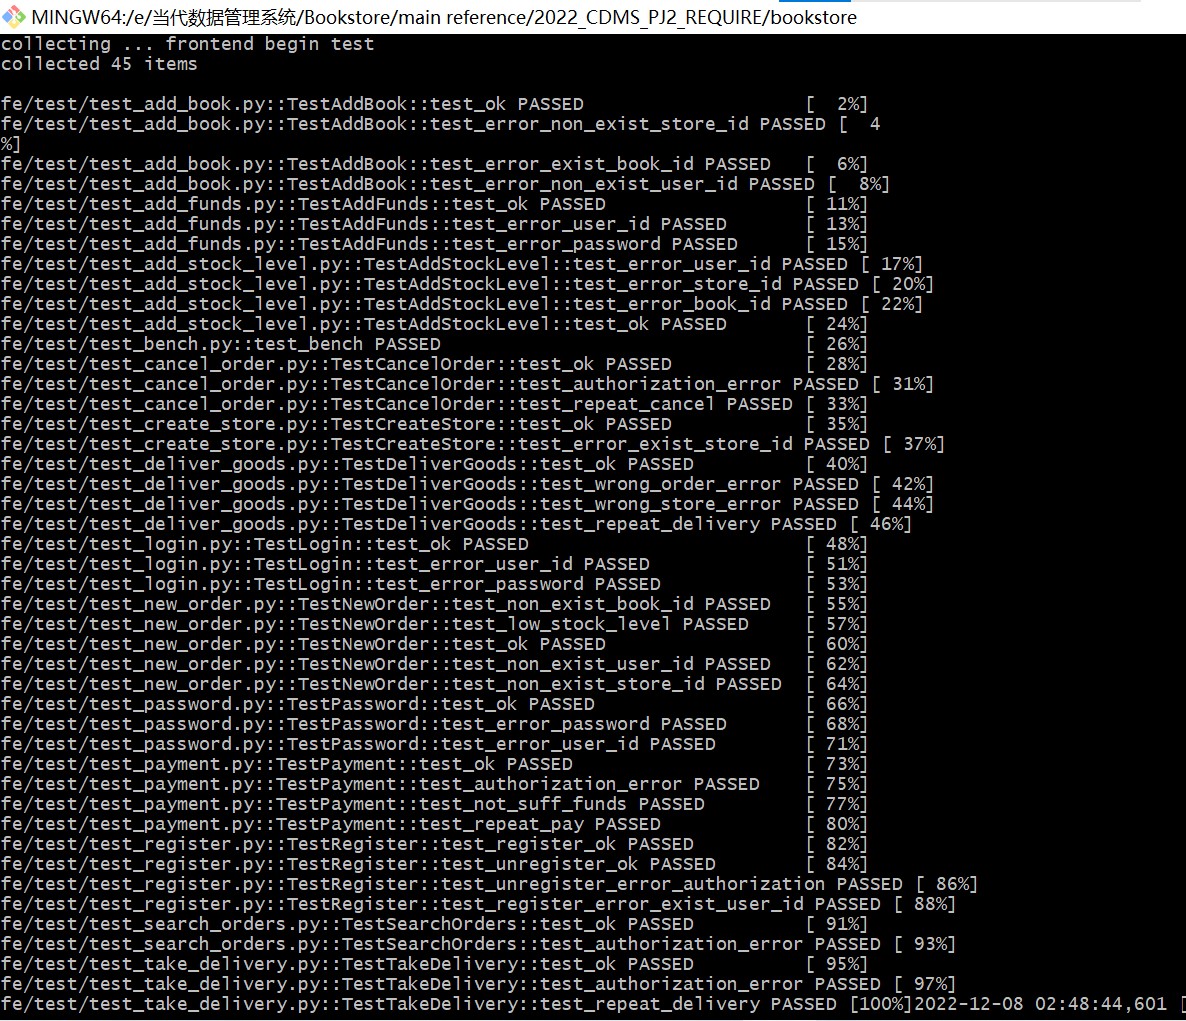 MINGW64:/e/当代数据管理系统/Bookstore/main reference/2022_CDMS_PJ2_REQUIRE/bookstore
collecting ... frontend begin test
collected 45 items
fe/test/test_add_book.py::TestAddBook::test_ok PASSED [ 2%]
fe/test/test_add_book.py::TestAddBook::test_error_non_exist_store_id PASSED [ 4
%]
fe/test/test_add_book.py::TestAddBook::test_error_exist_book_id PASSED [ 6%]
fe/test/test_add_book.py::TestAddBook::test_error_non_exist_user_id PASSED [ 8%]
fe/test/test_add_funds.py::TestAddFunds::test_ok PASSED [ 11%]
fe/test/test_add_funds.py::TestAddFunds::test_error_user_id PASSED [ 13%]
fe/test/test_add_funds.py::TestAddFunds::test_error_password PASSED [ 15%]
fe/test/test_add_stock_level.py::TestAddStockLevel::test_error_user_id PASSED [ 17%]
fe/test/test_add_stock_level.py::TestAddStockLevel::test_error_store_id PASSED [ 20%]
fe/test/test_add_stock_level.py::TestAddStockLevel::test_error_book_id PASSED [ 22%]
fe/test/test_add_stock_level.py::TestAddStockLevel::test_ok PASSED [ 24%]
fe/test/test_bench.py::test_bench PASSED [ 26%]
fe/test/test_cancel_order.py::TestCancelOrder::test_ok PASSED [ 28%]
fe/test/test_cancel_order.py::TestCancelOrder::test_authorization_error PASSED [ 31%]
fe/test/test_cancel_order.py::TestCancelOrder::test_repeat_cancel PASSED [ 33%]
fe/test/test_create_store.py::TestCreateStore::test_ok PASSED [ 35%]
fe/test/test_create_store.py::TestCreateStore::test_error_exist_store_id PASSED [ 37%]
fe/test/test_deliver_goods.py::TestDeliverGoods::test_ok PASSED [ 40%]
fe/test/test_deliver_goods.py::TestDeliverGoods::test_wrong_order_error PASSED [ 42%]
fe/test/test_deliver_goods.py::TestDeliverGoods::test_wrong_store_error PASSED [ 44%]
fe/test/test_deliver_goods.py::TestDeliverGoods::test_repeat_delivery PASSED [ 46%]
fe/test/test_login.py::TestLogin::test_ok PASSED [ 48%]
fe/test/test_login.py::TestLogin::test_error_user_id PASSED [ 51%]
fe/test/test_login.py::TestLogin::test_error_password PASSED [ 53%]
fe/test/test_new_order.py::TestNewOrder::test_non_exist_book_id PASSED [ 55%]
fe/test/test_new_order.py::TestNewOrder::test_low_stock_level PASSED [ 57%]
fe/test/test_new_order.py::TestNewOrder::test_ok PASSED [ 60%]
fe/test/test_new_order.py::TestNewOrder::test_non_exist_user_id PASSED [ 62%]
fe/test/test_new_order.py::TestNewOrder::test_non_exist_store_id PASSED [ 64%]
fe/test/test_password.py::TestPassword::test_ok PASSED [ 66%]
fe/test/test_password.py::TestPassword::test_error_password PASSED [ 68%]
fe/test/test_password.py::TestPassword::test_error_user_id PASSED [ 71%]
fe/test/test_payment.py::TestPayment::test_ok PASSED [ 73%]
fe/test/test_payment.py::TestPayment::test_authorization_error PASSED [ 75%]
fe/test/test_payment.py::TestPayment::test_not_suff_funds PASSED [ 77%]
fe/test/test_payment.py::TestPayment::test_repeat_pay PASSED [ 80%]
fe/test/test_register.py::TestRegister::test_register_ok PASSED [ 82%]
fe/test/test_register.py::TestRegister::test_unregister_ok PASSED [ 84%]
fe/test/test_register.py::TestRegister::test_unregister_error_authorization PASSED [ 86%]
fe/test/test_register.py::TestRegister::test_register_error_exist_user_id PASSED [ 88%]
fe/test/test_search_orders.py::TestSearchOrders::test_ok PASSED [ 91%]
fe/test/test_search_orders.py::TestSearchOrders::test_authorization_error PASSED [ 93%]
fe/test/test_take_delivery.py::TestTakeDelivery::test_ok PASSED [ 95%]
fe/test/test_take_delivery.py::TestTakeDelivery::test_authorization_error PASSED [ 97%]
fe/test/test_take_delivery.py::TestTakeDelivery::test_repeat_delivery PASSED [100%]2022-12-08 02:48:44,601 [